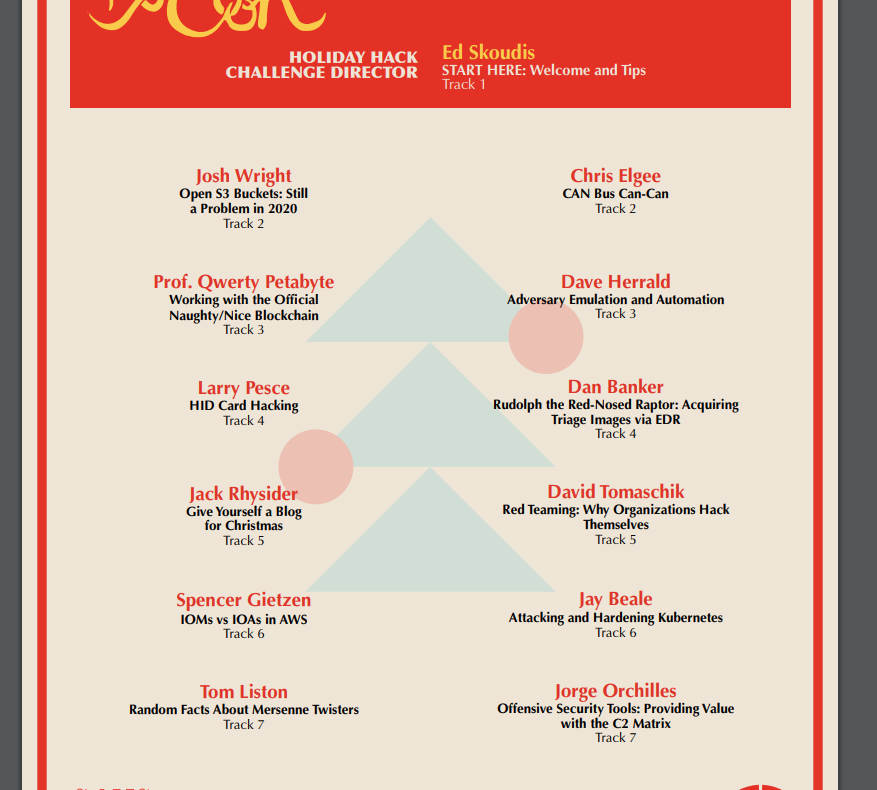 HOLIDAY HACK
CHALLENGE DIRECTOR
Ed Skoudis
START HERE: Welcome and Tips
Track 1
Josh Wright
Open S3 Buckets: Still
a Problem in 2020
Track 2
Chris Elgee
CAN Bus Can-Can
Track 2
Prof. Qwerty Petabyte
Working with the Official
Naughty/Nice Blockchain
Track 3
Dave Herrald
Adversary Emulation and Automation
Track 3
Larry Pesce
HID Card Hacking
Track 4
Dan Banker
Rudolph the Red-Nosed Raptor: Acquiring
Triage Images via EDR
Track 4
Jack Rhysider
Give Yourself a Blog
for Christmas
Track 5
David Tomaschik
Red Teaming: Why Organizations Hack
Themselves
Track 5
Spencer Gietzen
IOMs vs IOAs in AWS
Track 6
Jay Beale
Attacking and Hardening Kubernetes
Track 6
Tom Liston
Random Facts About Mersenne Twisters
Track 7
Jorge Orchilles
Offensive Security Tools: Providing Value
with the C2 Matrix
Track 7